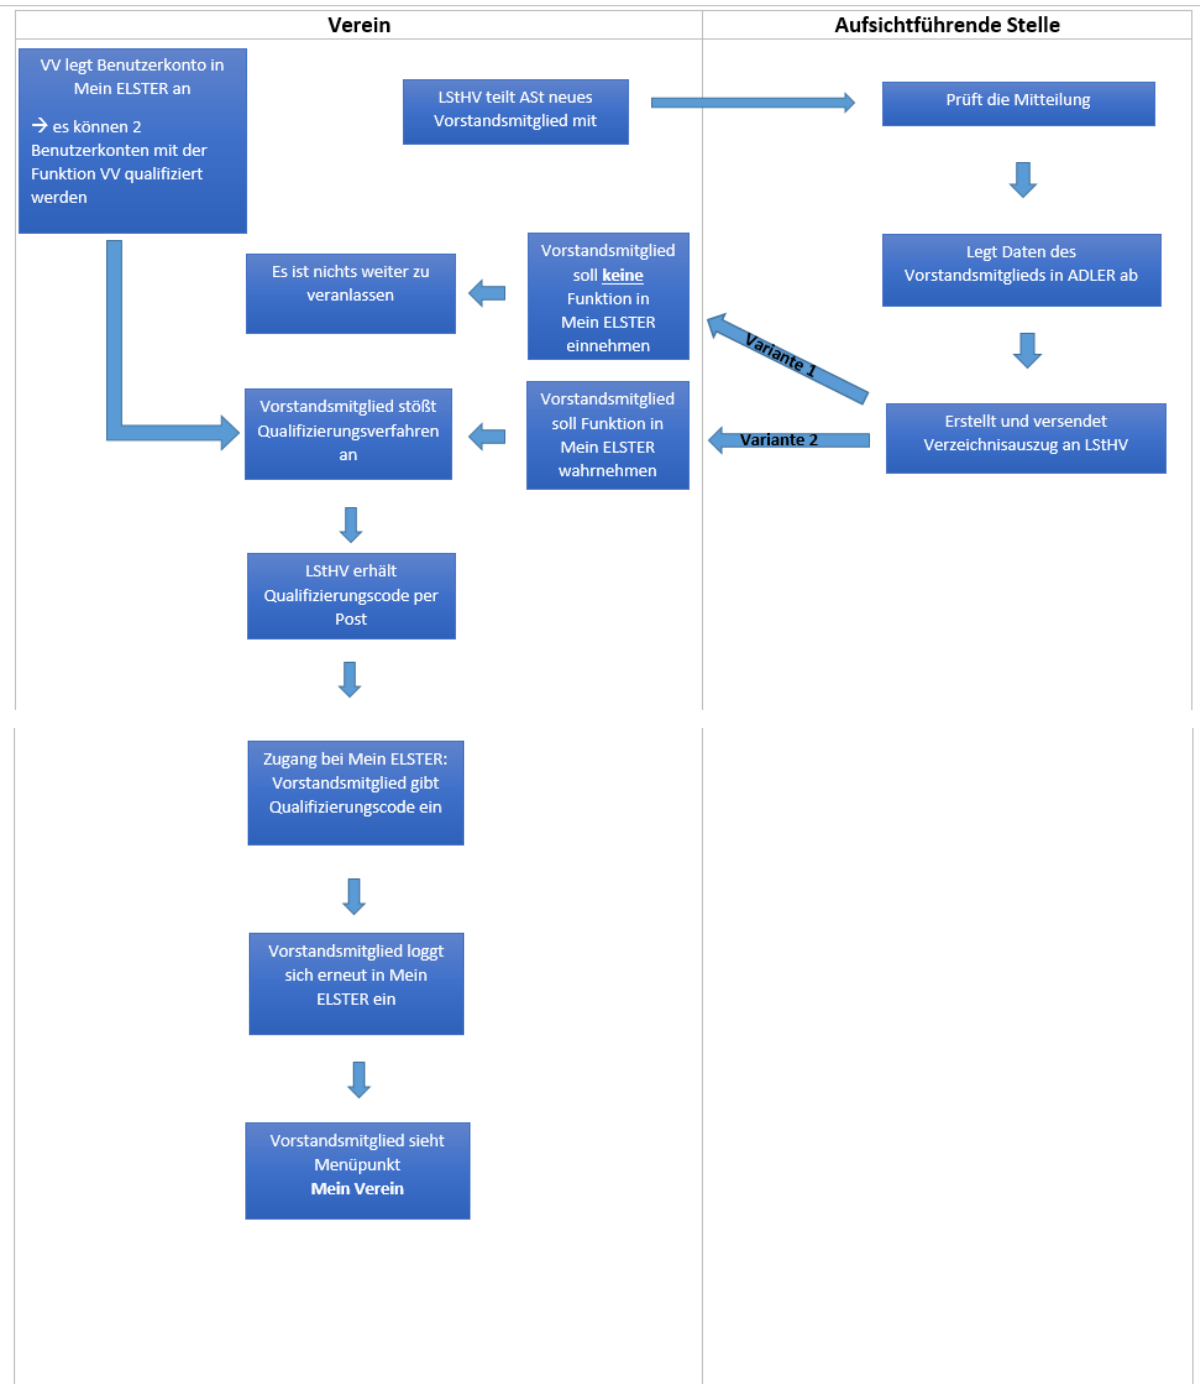 Verein
Aufsichtführende Stelle
VV legt Benutzerkonto in
Mein ELSTER an
→ es können 2
Benutzerkonten mit der
Funktion VV qualifiziert
werden
LStHV teilt ASt neues
Vorstandsmitglied mit
Prüft die Mitteilung
Legt Daten des
Vorstandsmitglieds in ADLER ab
Vorstandsmitglied
soll keine
Funktion in
Mein ELSTER
einnehmen
Es ist nichts weiter zu
veranlassen
Variante 1
Erstellt und versendet
Verzeichnisauszug an LStHV
Variante 2
Vorstandsmitglied
soll Funktion in
Mein ELSTER
wahrnehmen
Vorstandsmitglied stößt
Qualifizierungsverfahren
an
LStHV erhält
Qualifizierungscode per
Post
Zugang bei Mein ELSTER:
Vorstandsmitglied gibt
Qualifizierungscode ein
Vorstandsmitglied loggt
sich erneut in Mein
ELSTER ein
Vorstandsmitglied sieht
Menüpunkt
Mein Verein